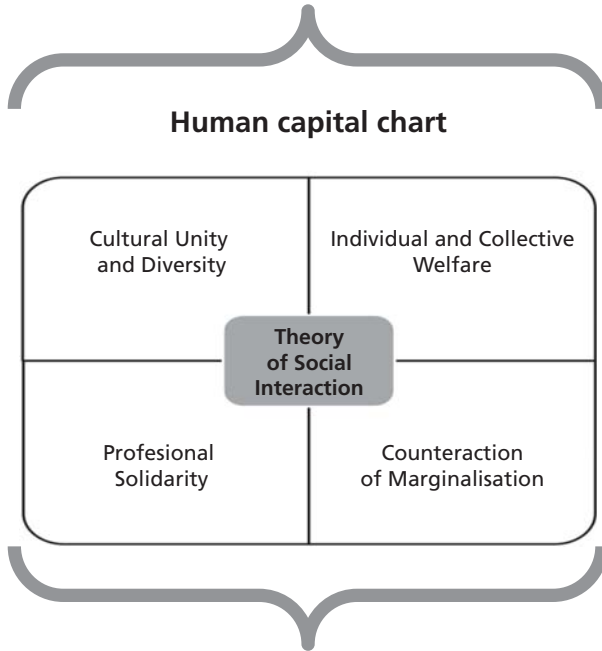 Human capital chart
Cultural Unity
and Diversity
Individual and Collective
Welfare
Theory
of Social
Interaction
Profesional
Solidarity
Counteraction
of Marginalisation